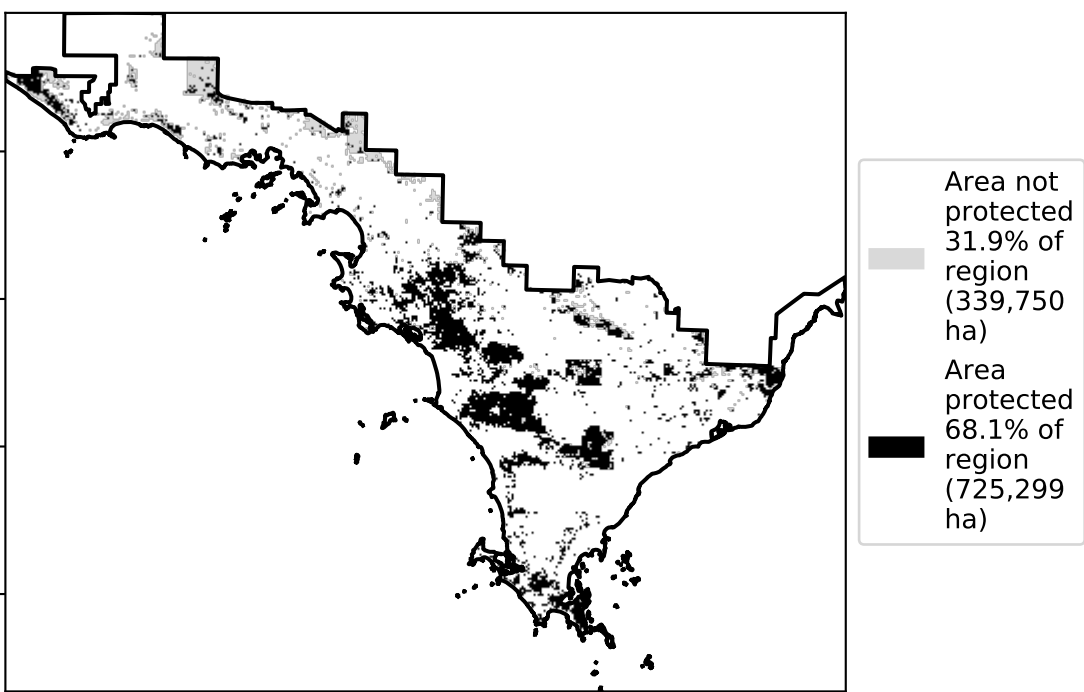 Area not
protected
31.9% of
region
(339,750
ha)
Area
protected
68.1% of
region
(725,299
ha)